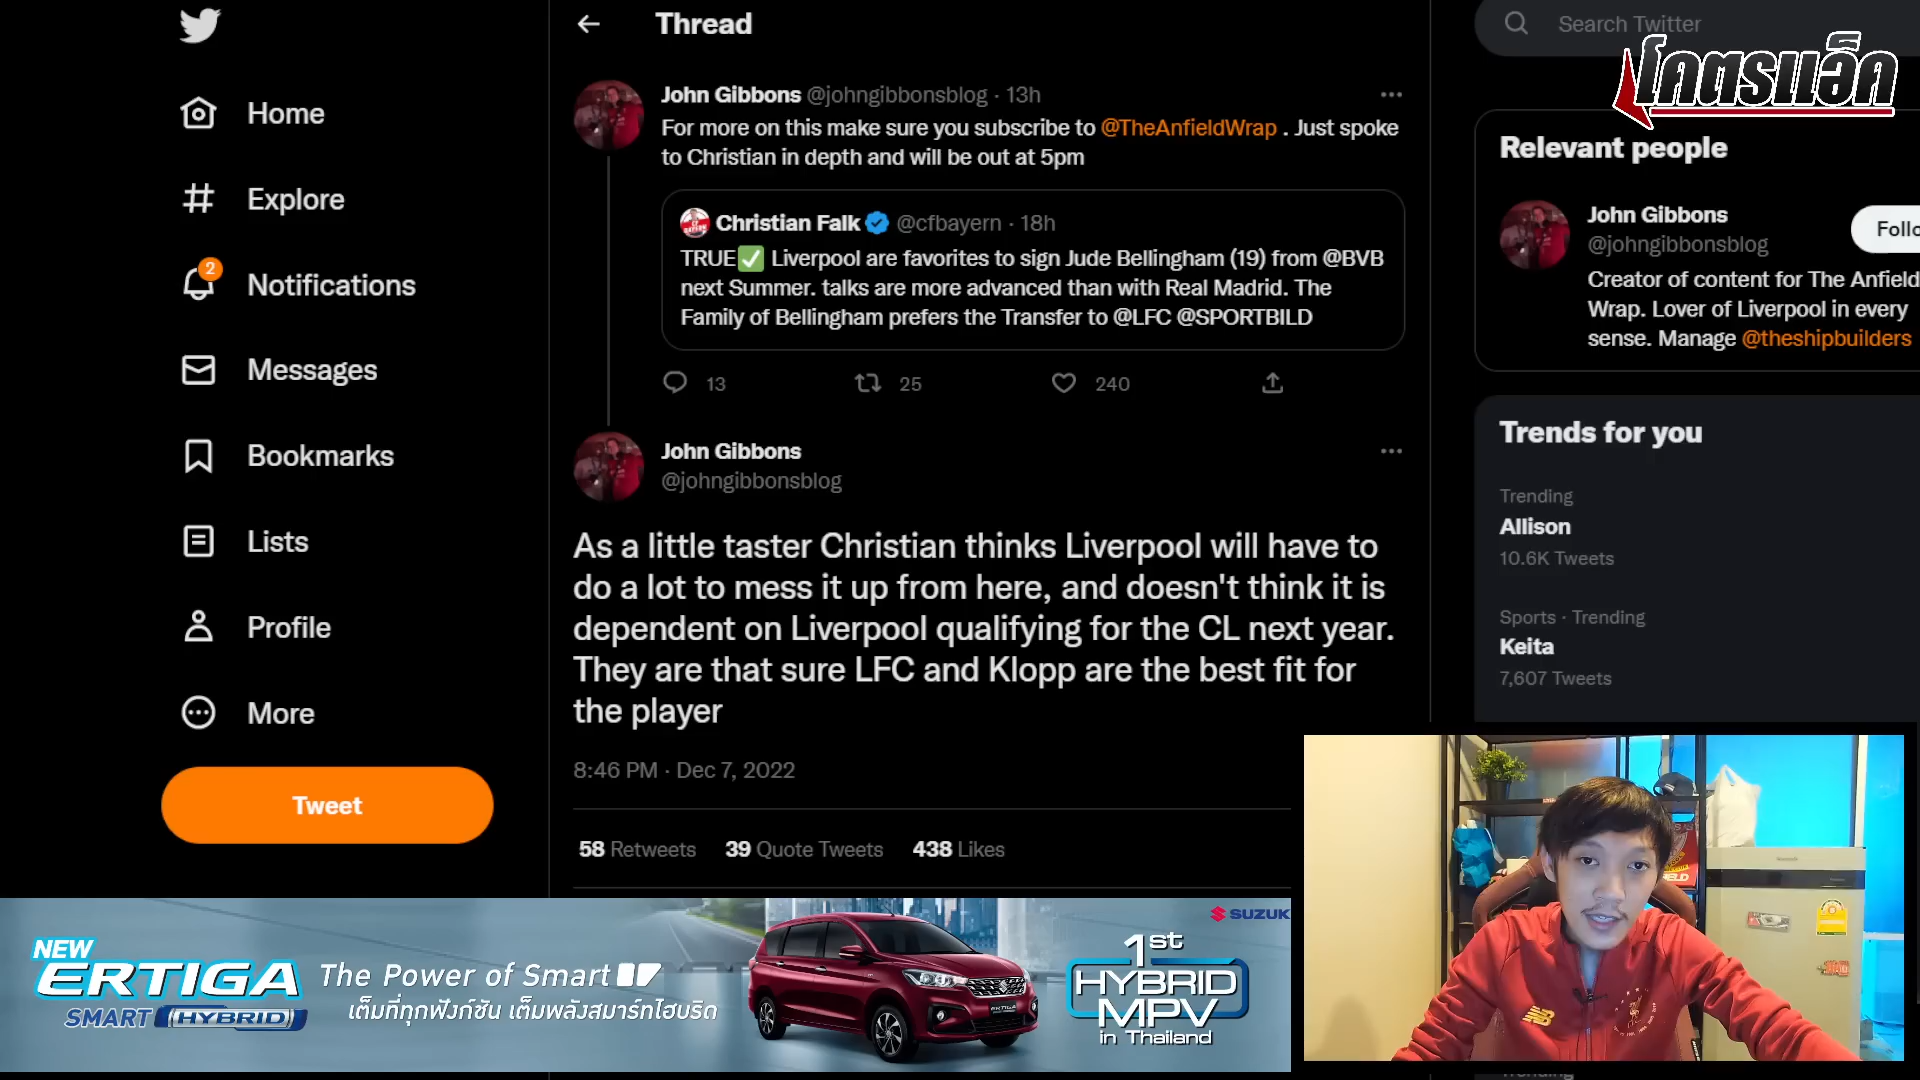 Thread
Search Twitter
โคตรแอ็ค
Home
Explore
2
Notifications
Messages
Bookmarks
Lists
Profile
More
Tweet
John Gibbons @johngibbonsblog · 13h
For more on this make sure you subscribe to @TheAnfieldWrap . Just spoke
to Christian in depth and will be out at 5pm
Christian Falk @cfbayern · 18h
TRUE✅ Liverpool are favorites to sign Jude Bellingham (19) from @BVB
next Summer. talks are more advanced than with Real Madrid. The
Family of Bellingham prefers the Transfer to @LFC @SPORTBILD
13 25 240
John Gibbons
@johngibbonsblog
As a little taster Christian thinks Liverpool will have to
do a lot to mess it up from here, and doesn't think it is
dependent on Liverpool qualifying for the CL next year.
They are that sure LFC and Klopp are the best fit for
the player
8:46 PM · Dec 7, 2022
58 Retweets 39 Quote Tweets 438 Likes
Relevant people
John Gibbons
@johngibbonsblog
Follo
Creator of content for The Anfield
Wrap. Lover of Liverpool in every
sense. Manage @theshipbuilders
Trends for you
Trending
Allison
10.6K Tweets
Sports · Trending
Keita
7,607 Tweets
NEW
ERTIGA
SMART HYBRID
The Power of Smart
เต็มที่ทุกฟังก์ชัน เต็มพลังสมาร์ทไฮบริด
SUZUK
1st
HYBRID
MPV
in Thailand